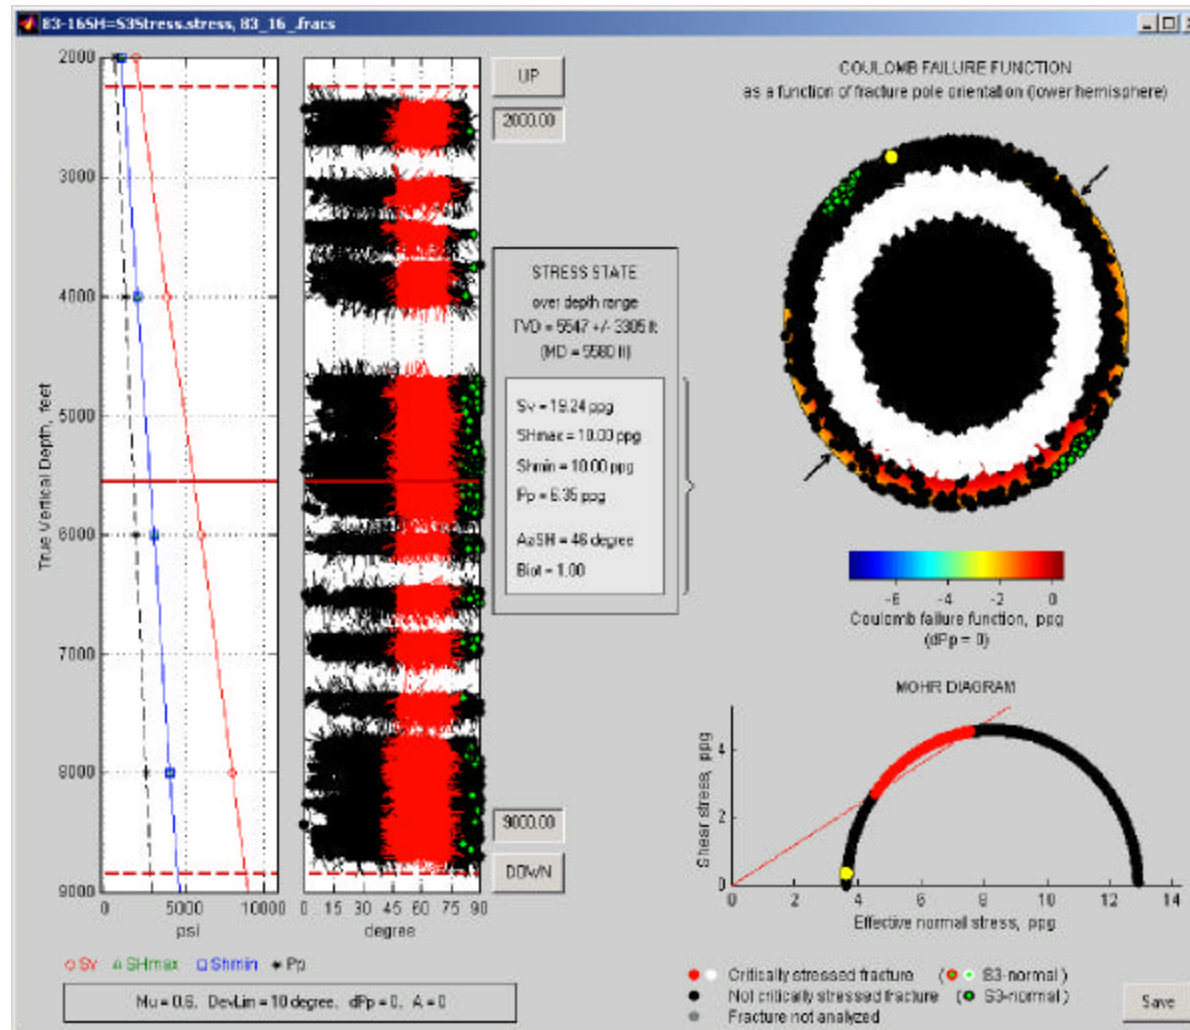 83-16SH=S3Stress.stress, 83_16_.fracs
2000
3000
4000
5000
6000
7000
8000
9000
True Vertical Depth, feet
0 5000 10000
psi
Sv SHmax Shmin Pp
Mu = 0.6, DevLim = 10 degree, dPp = 0, A = 0
0 15 30 45 60 75 90
degree
UP
2000.00
STRESS STATE
over depth range
TVD = 5547 +/- 3305 ft
(MD = 5580 ft)
Sv = 19.24 ppg
SHmax = 10.00 ppg
Shmin = 10.00 ppg
Pp = 6.35 ppg
AzSH = 46 degree
Biot = 1.00
9000.00
DOWN
COULOMB FAILURE FUNCTION
as a function of fracture pole orientation (lower hemisphere)
-6 -4 -2 0
Coulomb failure function, ppg
(dPp = 0)
MOHR DIAGRAM
4
2
0
Shear stress, ppg
0 2 4 6 8 10 12 14
Effective normal stress, ppg
Critically stressed fracture ( S3-normal )
Not critically stressed fracture ( S3-normal )
Fracture not analyzed
Save